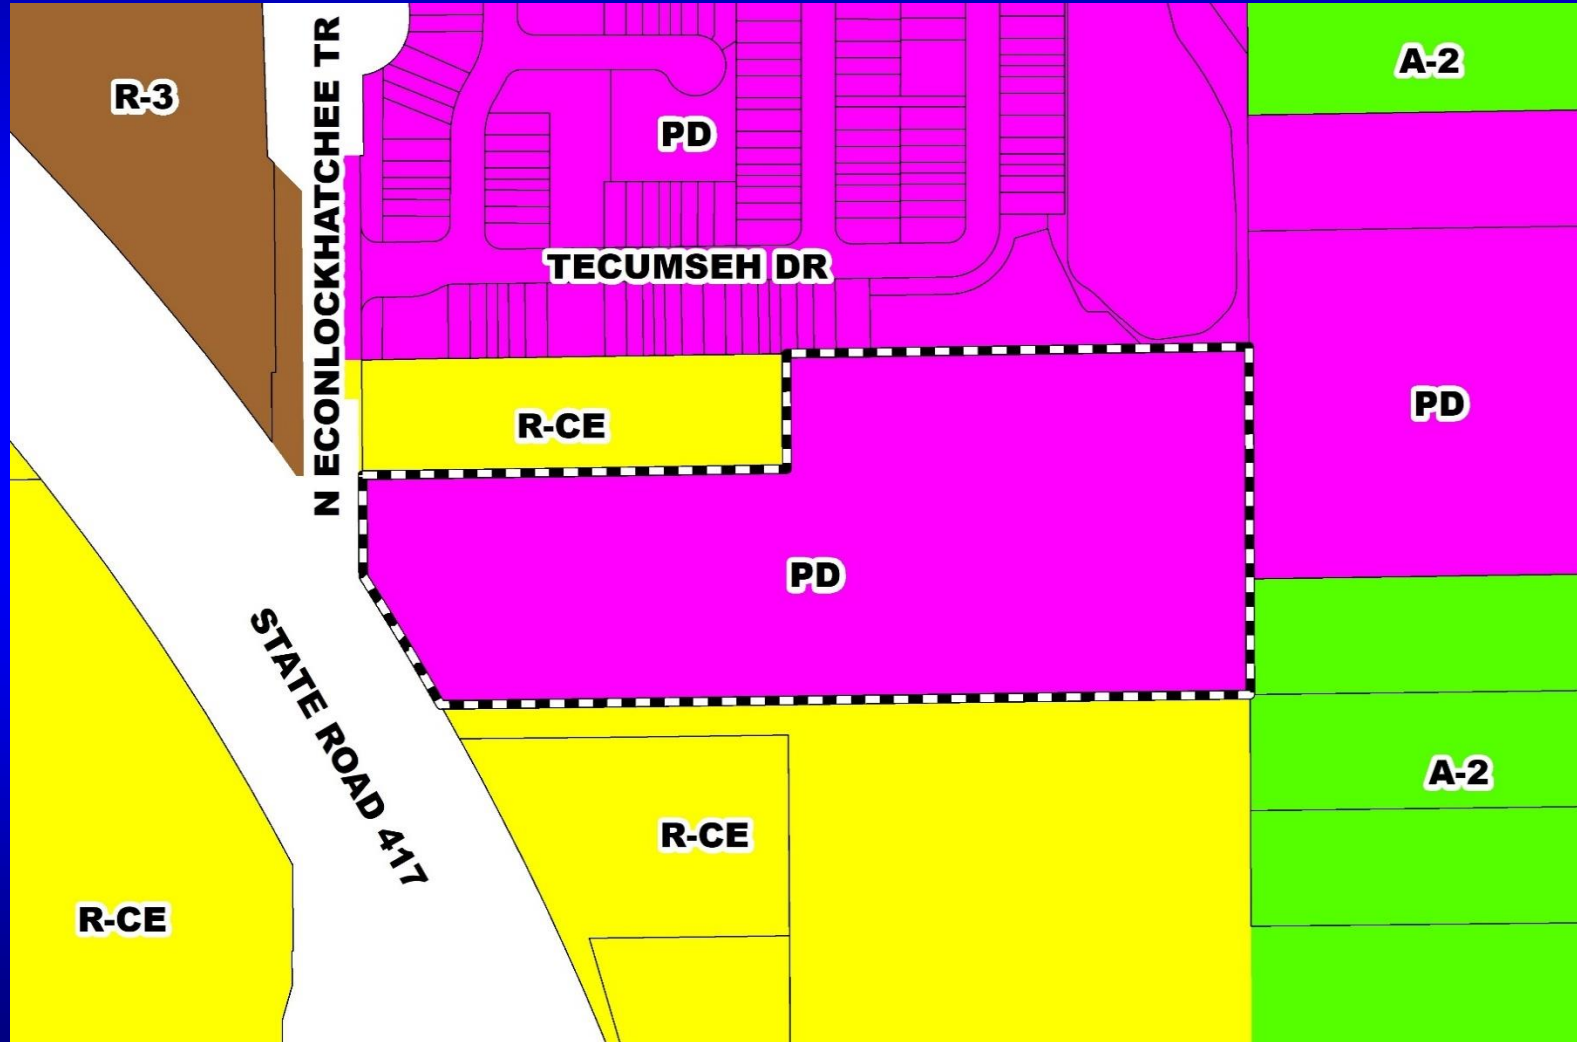 A-2
R-3
PD
N ECONLOCKHATCHEE TR
TECUMSEH DR
PD
R-CE
PD
STATE ROAD 417
A-2
R-CE
R-CE